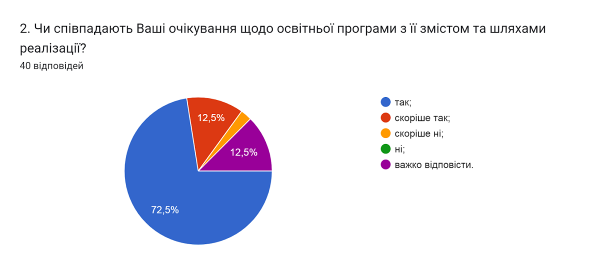 2. Чи співпадають Ваші очікування щодо освітньої програми з її змістом та шляхами
реалізації?
40 відповідей
так;
скоріше так;
скоріше ні;
ні;
важко відповісти.
12,5%
12,5%
72,5%